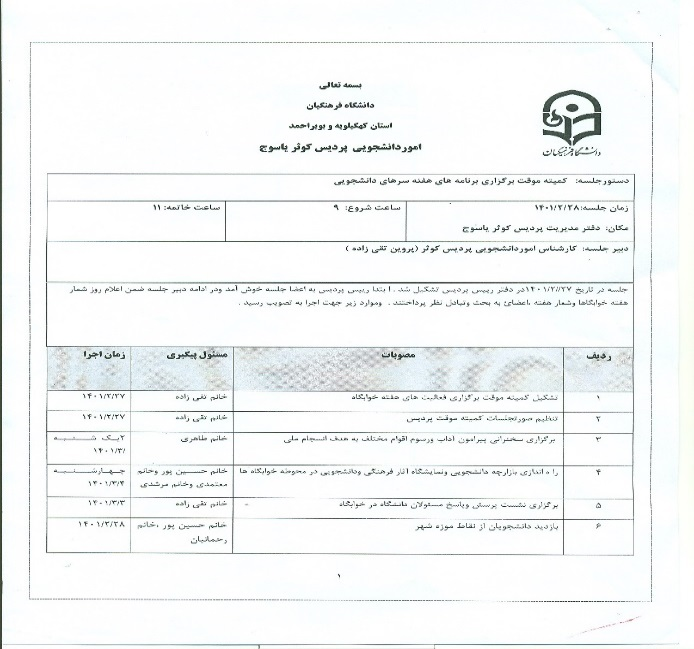 بسمه تعالی
دانشگاه فرهنگیان
استان کهگیلویه و بویراحمد
اموردانشجویی پردیس کوثر یاسوج
دانشگاه فرهنگیان
دستورجلسه: کمیته موقت برگزاری برنامه های هفته سرهای دانشجویی
زمان جلسه:۱۴۰۱/۲/۲۸ ساعت شروع: ۹ ساعت خاتمه: ۱۱
مکان: دفتر مدیریت پردیس کوثر یاسوج
دبیر جلسه: کارشناس اموردانشجویی پردیس کوثر (پروین تقی زاده )
جلسه در تاریخ ۱۴۰۱/۲/۲۷در دفتر رییس پردیس تشکیل شد . ا بتدا رییس پردیس به اعضا جلسه خوش آمد ودر ادامه دبیر جلسه ضمن اعلام روز شمار
هفته خوابگاها وشعار هفته ،اعضائ به بحث وتبادل نظر پرداختند . وموارد زیر جهت اجرا به تصویب رسید .
ردیف مصوبات مسئول پیگیری زمان اجرا
۱ تشکیل کمیته موقت برگزاری فعالیت های هفته خوابگاه خانم تقی زاده ۱۴۰۱/۲/۲۷
۲ تنظیم صورتجلسات کمیته موقت پردیس خانم تقی زاده ۱۴۰۱/۲/۲۷
۳ برگزاری سخنرانی پیرامون آداب ورسوم اقوام مختلف به هدف انسجام ملی خانم طاهری ۲یک شنبه
۱۴۰۱/۳/
۴ را ه اندازی بازارچه دانشجویی ونمایشگاه آثار فرهنگی ودانشجویی در محوطه خوابگاه ها خانم حسین پور وخانم چهارشنبه
معتمدی وخانم مرشدی ۱۴۰۱/۳/۴
۵ برگزاری نشست پرسش وپاسخ مسئولان دانشگاه در خوابگاه خانم تقی زاده ۱۴۰۱/۳/۳
۶ بازدید دانشجویان از نقاط موزه شهر خانم حسین پور ،خانم ۱۴۰۱/۲/۲۸
رحمانیان
۱